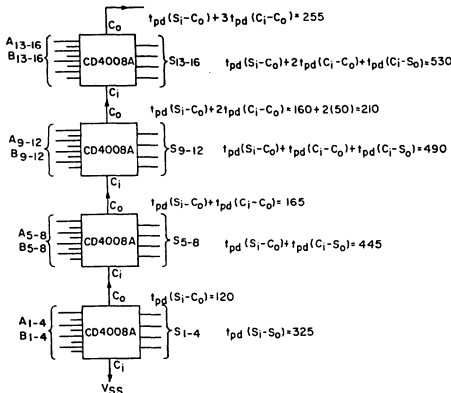 Co tpd(Si-Co)+3tpd(Ci-Co)=255
A13-16
B13-16
CD4008A
S13-16 tpd(Si-Co)+2tpd(Ci-Co)+tpd(Ci-So)=530
Ci
Co tpd(Si-Co)+2tpd(Ci-Co)=160+2(50)=210
A9-12
B9-12
CD4008A
S9-12 tpd(Si-Co)+tpd(Ci-Co)+tpd(Ci-So)=490
Ci
Co tpd(Si-Co)+tpd(Ci-Co)=165
A5-8
B5-8
CD4008A
S5-8 tpd(Si-Co)+tpd(Ci-So)=445
Ci
Co tpd(Si-Co)=120
A1-4
B1-4
CD4008A
S1-4 tpd(Si-So)=325
Ci
VSS